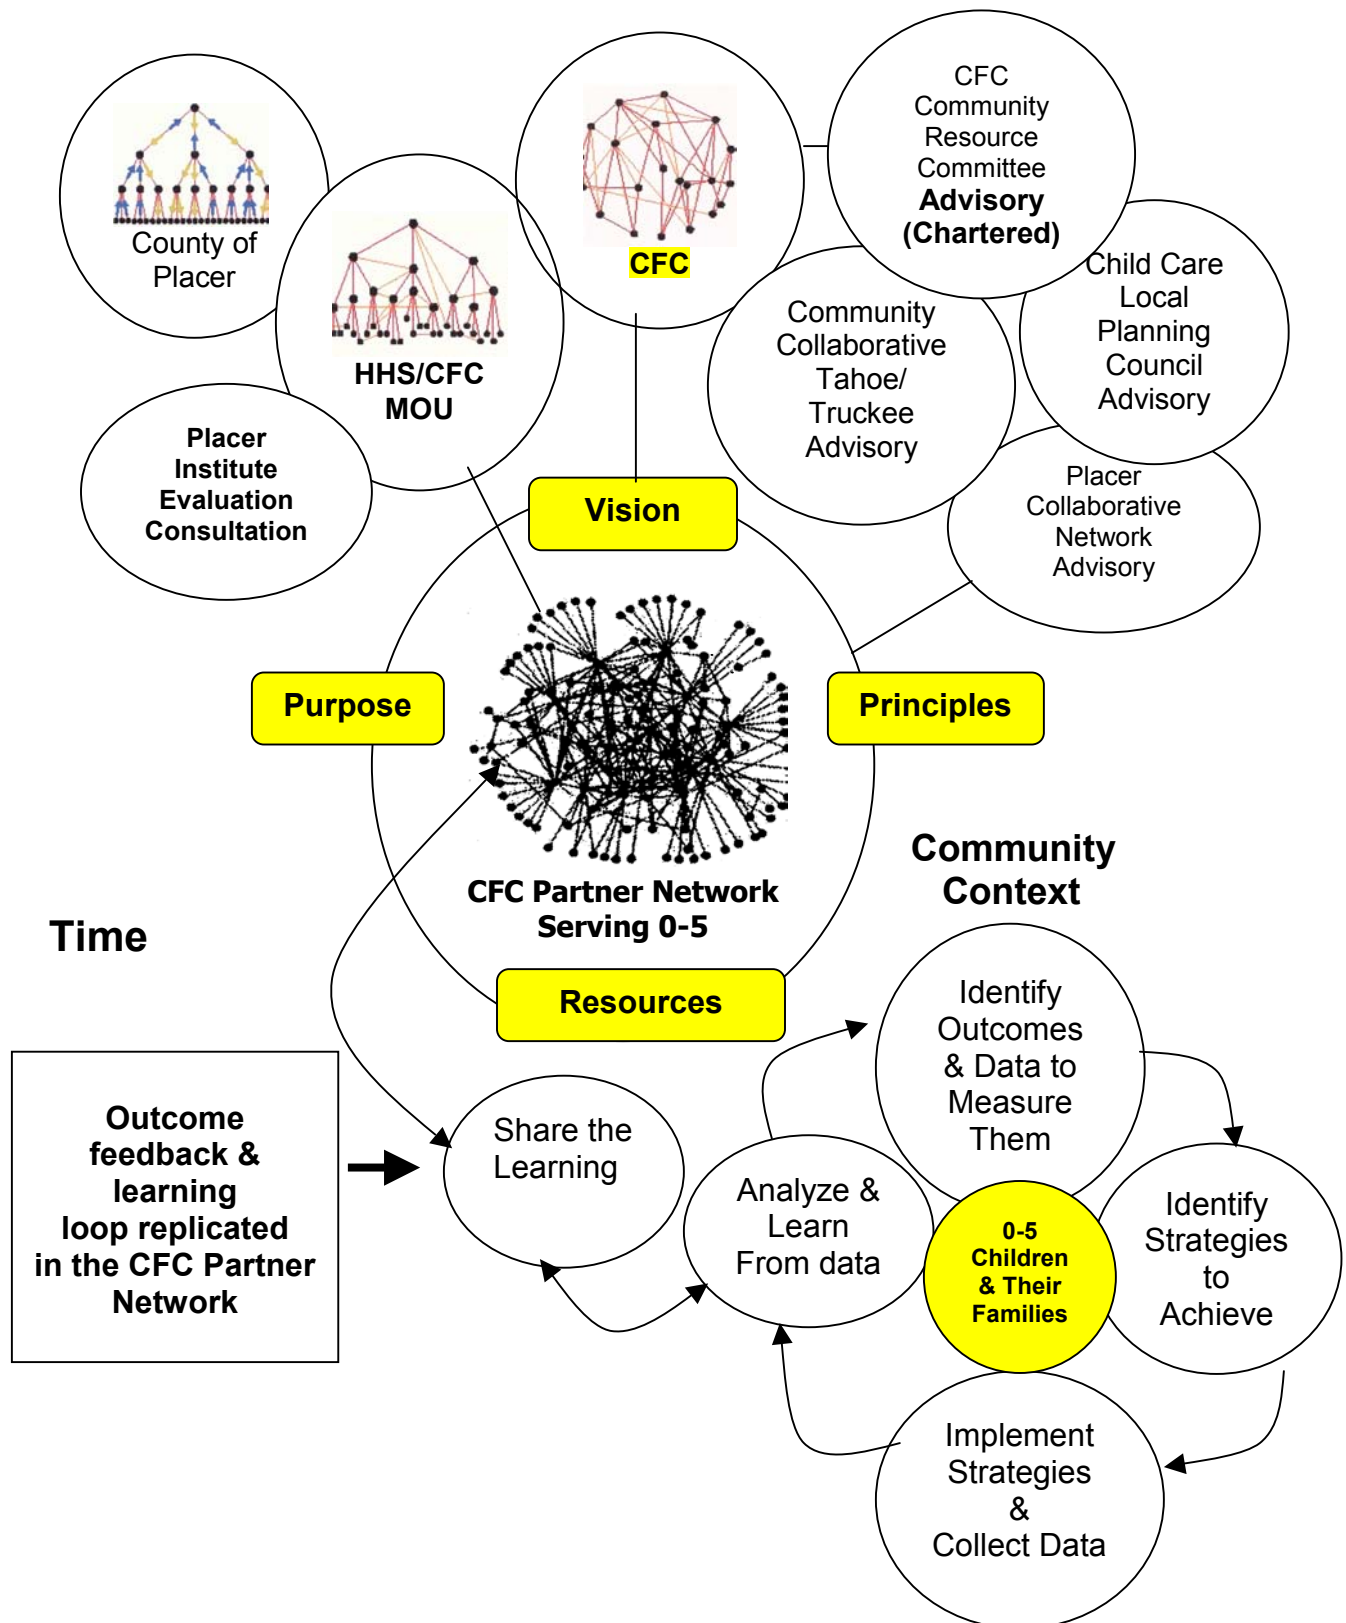 County of
Placer
HHS/CFC
MOU
Placer
Institute
Evaluation
Consultation
CFC
CFC
Community
Resource
Committee
Advisory
(Chartered)
Community
Collaborative
Tahoe/
Truckee
Advisory
Child Care
Local
Planning
Council
Advisory
Placer
Collaborative
Network
Advisory
Vision
Purpose
Principles
CFC Partner Network
Serving 0-5
Resources
Time
Community
Context
Outcome
feedback &
learning
loop replicated
in the CFC Partner
Network
Share the
Learning
Analyze &
Learn
From data
Identify
Outcomes
& Data to
Measure
Them
0-5
Children
& Their
Families
Identify
Strategies
to
Achieve
Implement
Strategies
&
Collect Data